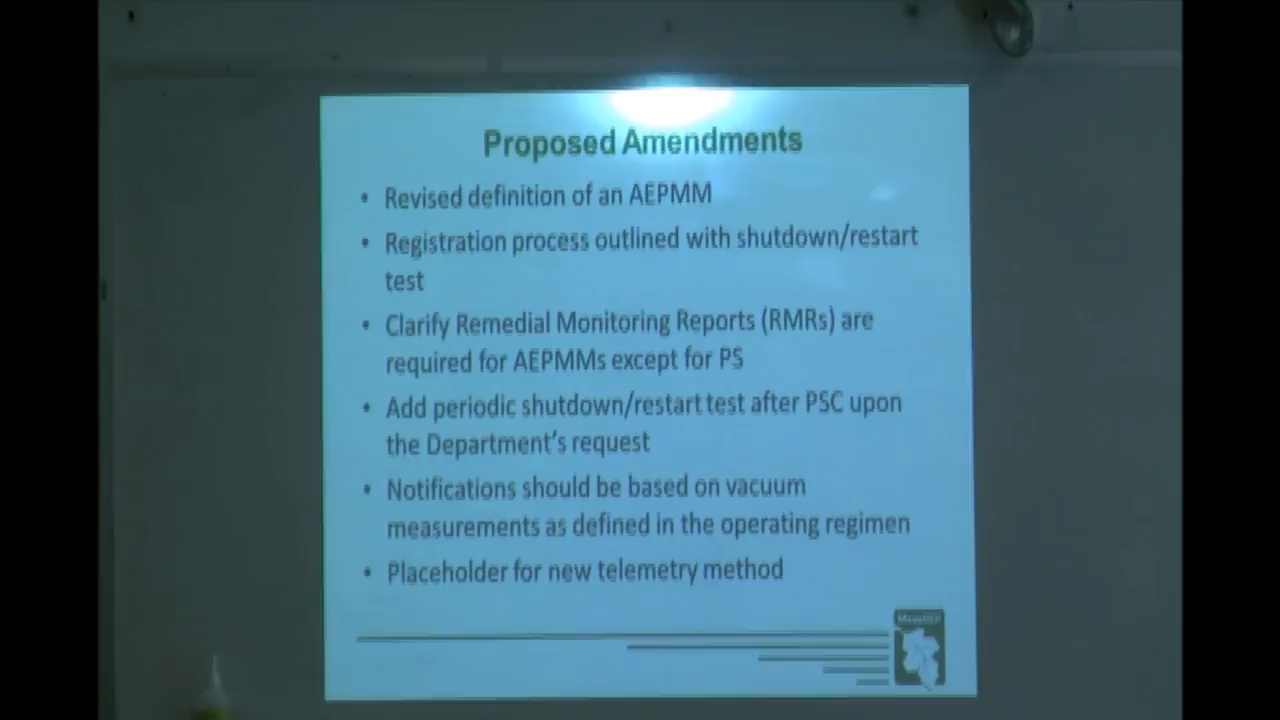 Proposed Amendments
• Revised definition of an AEPMM
• Registration process outlined with shutdown/restart
test
• Clarify Remedial Monitoring Reports (RMRs) are
required for AEPMMs except for PS
• Add periodic shutdown/restart test after PSC upon
the Department's request
• Notifications should be based on vacuum
measurements as defined in the operating regimen
• Placeholder for new telemetry method